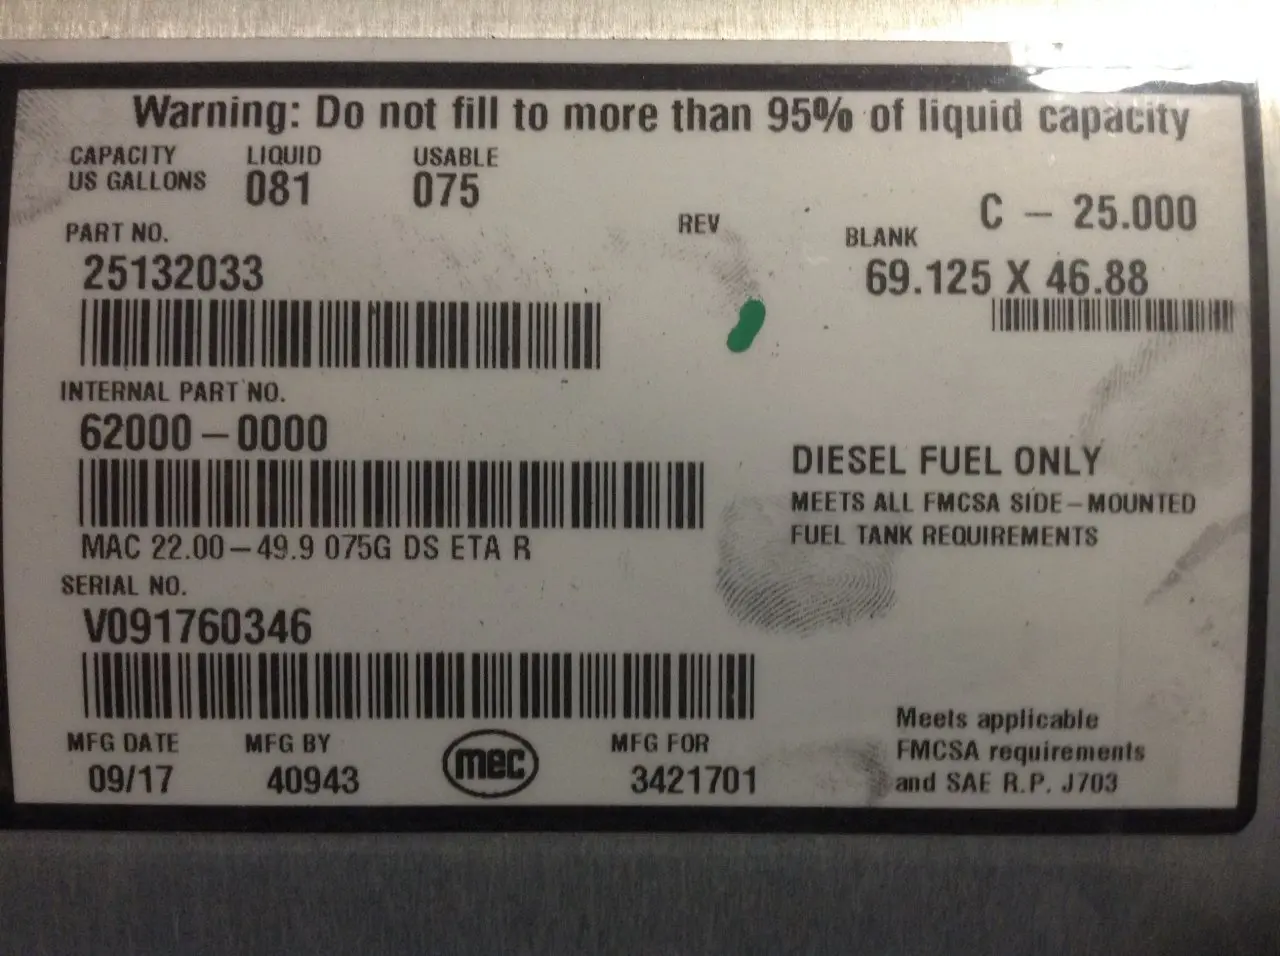 Warning: Do not fill to more than 95% of liquid capacity
CAPACITY LIQUID USABLE
US GALLONS 081 075
C – 25.000
PART NO. REV BLANK
25132033 69.125 X 46.88
INTERNAL PART NO.
62000 – 0000
DIESEL FUEL ONLY
MEETS ALL FMCSA SIDE – MOUNTED
FUEL TANK REQUIREMENTS
MAC 22.00 – 49.9 075G DS ETA R
SERIAL NO.
V091760346
MFG DATE MFG BY mec MFG FOR
09/17 40943 3421701
Meets applicable
FMCSA requirements
and SAE R.P. J703